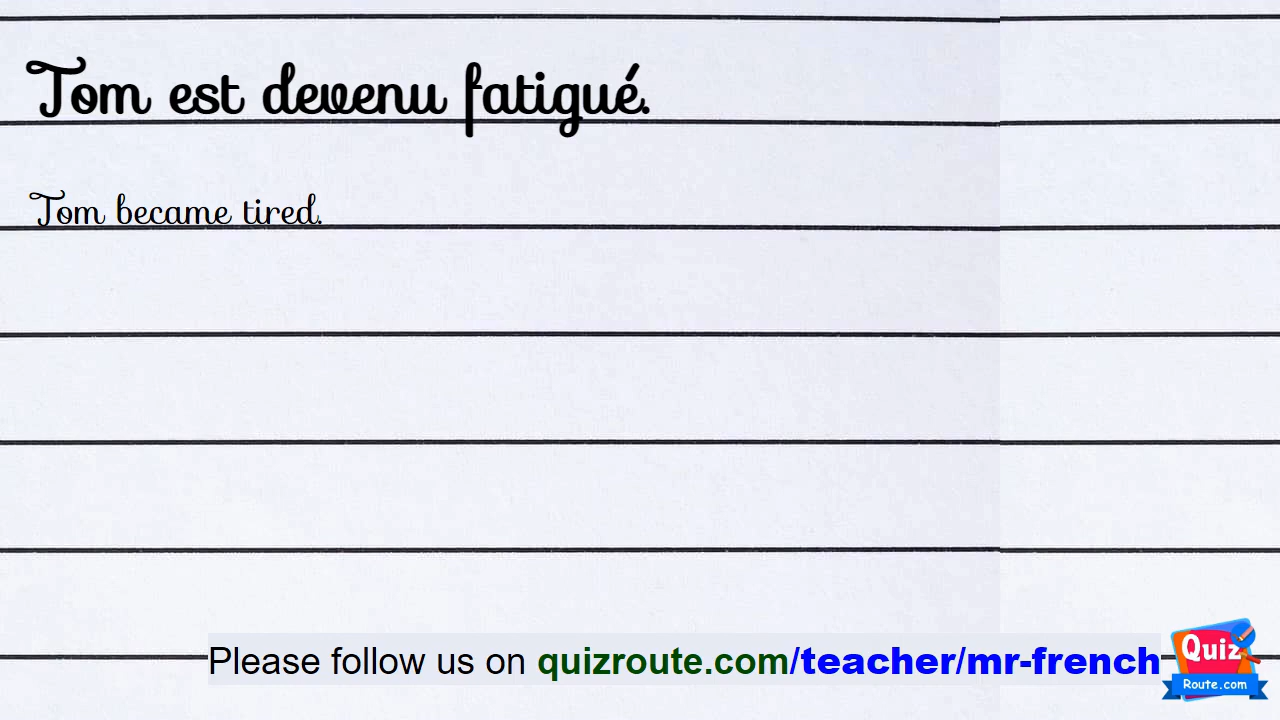 Tom est devenu fatigué.
Tom became tired.
Please follow us on quizroute.com/teacher/mr-french
Quiz
Route.com